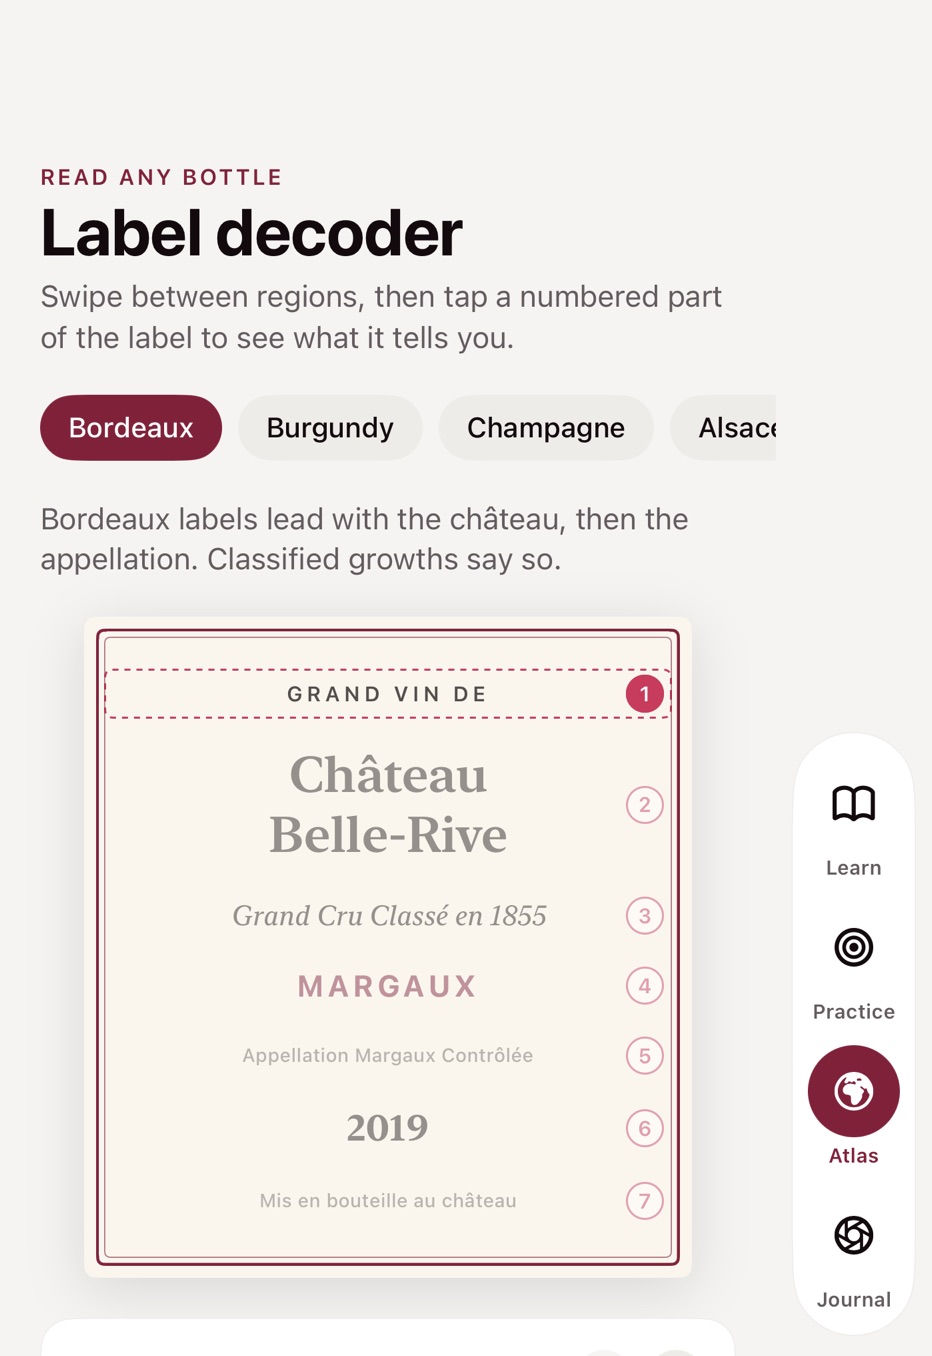 READ ANY BOTTLE
Label decoder
Swipe between regions, then tap a numbered part
of the label to see what it tells you.
Bordeaux Burgundy Champagne Alsace
Bordeaux labels lead with the château, then the
appellation. Classified growths say so.
GRAND VIN DE 1
Château
Belle-Rive
2
Grand Cru Classé en 1855 3
MARGAUX 4
Appellation Margaux Contrôlée 5
2019 6
Mis en bouteille au château 7
Learn
Practice
Atlas
Journal